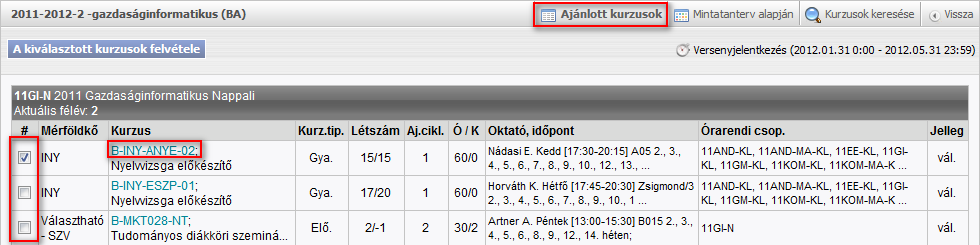 2011-2012-2 -gazdaságinformatikus (BA) Ajánlott kurzusok Mintatanterv alapján Kurzusok keresése Vissza
A kiválasztott kurzusok felvétele Versenyjelentkezés (2012.01.31 0:00 - 2012.05.31 23:59)
11GI-N 2011 Gazdaságinformatikus Nappali
Aktuális félév: 2
# Mérföldkő Kurzus Kurz.tip. Létszám Aj.cikl. Ó / K Oktató, időpont Órarendi csop. Jelleg
INY B-INY-ANYE-02; Nyelvvizsga előkészítő Gya. 15/15 1 60/0 Nádasi E. Kedd [17:30-20:15] A05 2., 3., 4., 5., 6., 7., 8., 9., 10., 12., 13., ... 11AND-KL, 11AND-MA-KL, 11EE-KL, 11GI-KL, 11GM-KL, 11KOM-KL, 11KOM-MA-K ... vál.
INY B-INY-ESZP-01; Nyelvvizsga előkészítő Gya. 17/20 1 60/0 Horváth K. Hétfő [17:45-20:30] Zsigmond/3 2., 3., 4., 5., 6., 7., 8., 9., 10., 1 ... 11AND-KL, 11AND-MA-KL, 11EE-KL, 11GI-KL, 11GM-KL, 11KOM-KL, 11KOM-MA-K ... vál.
Választható - SZV B-MKT028-NT; Tudományos diákköri szeminá... Elő. 2/-1 2 30/2 Artner A. Péntek [13:00-15:30] B015 2., 3., 4., 5., 6., 8., 9., 12., 14. héten; 11GI-N vál.